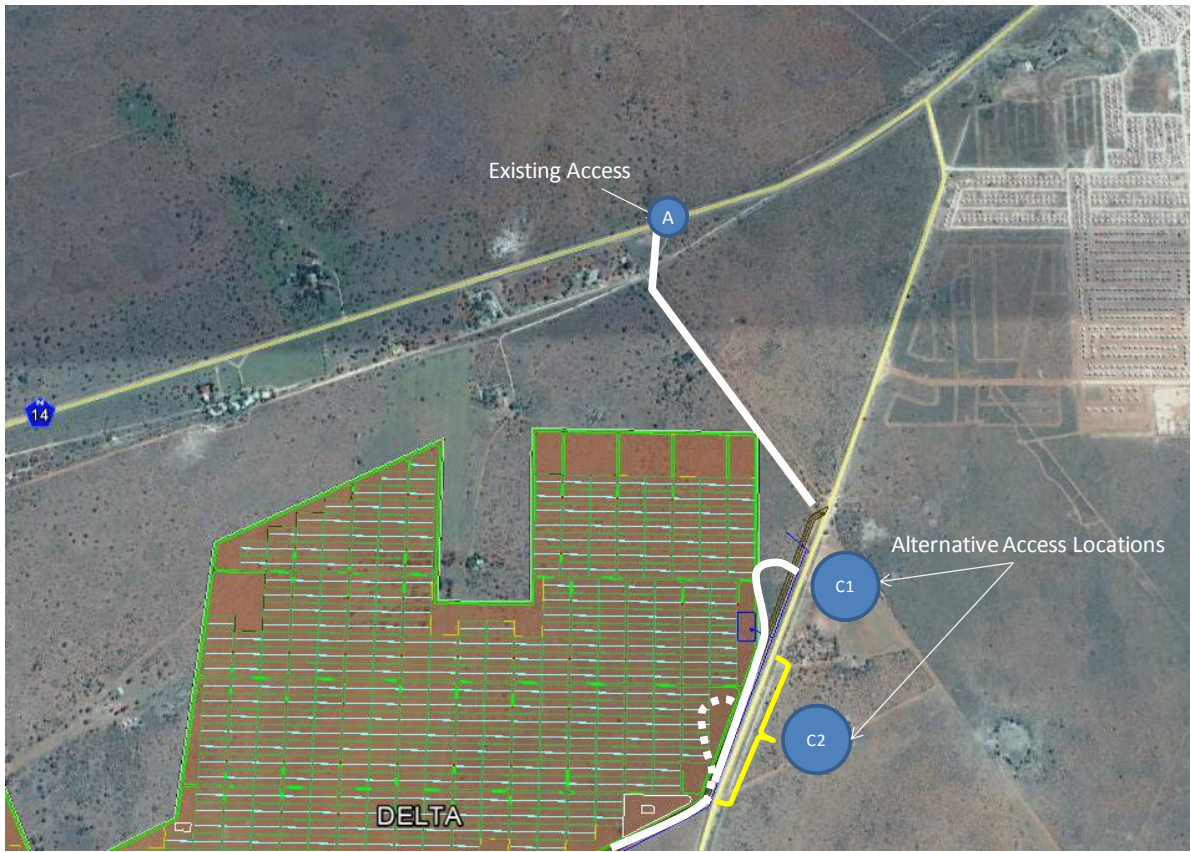 Existing Access
A
N
14
Alternative Access Locations
C1
C2
DELTA